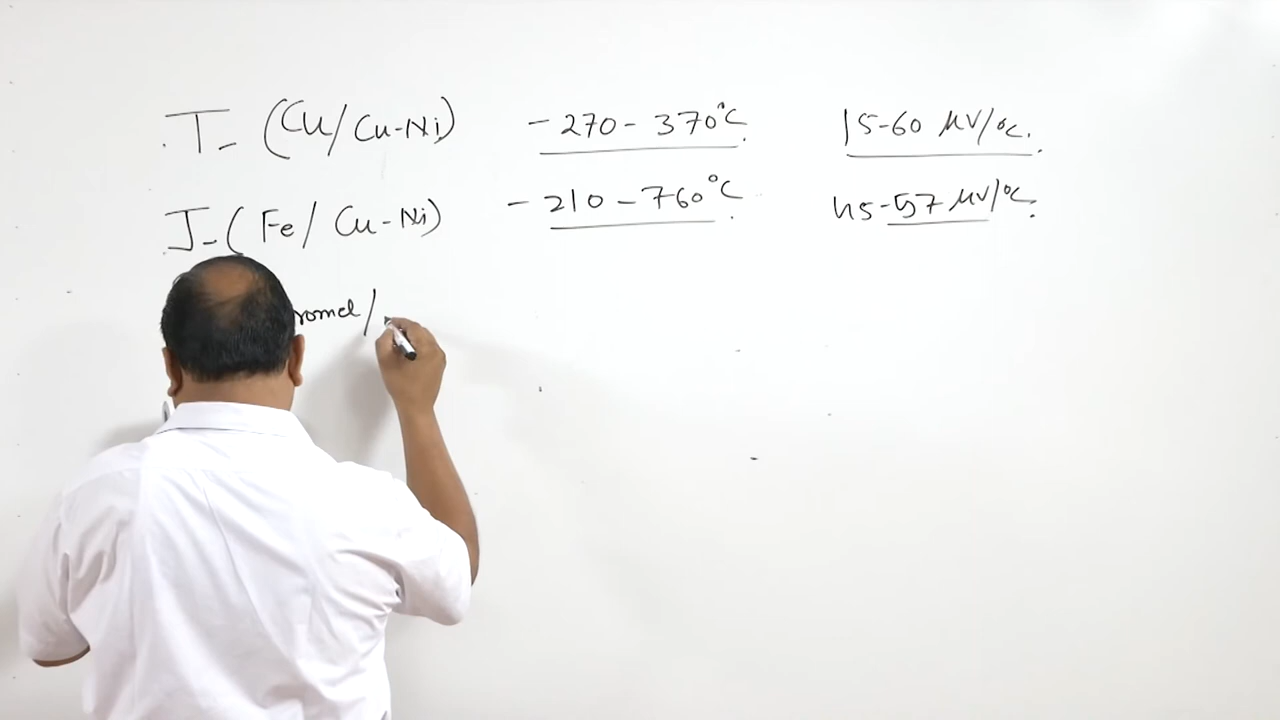 T- (Cu/Cu-Ni) -270-370°C 15-60 μV/°C.
J-(Fe/Cu-Ni) -210-760°C 45-57 μV/°C.
romel/